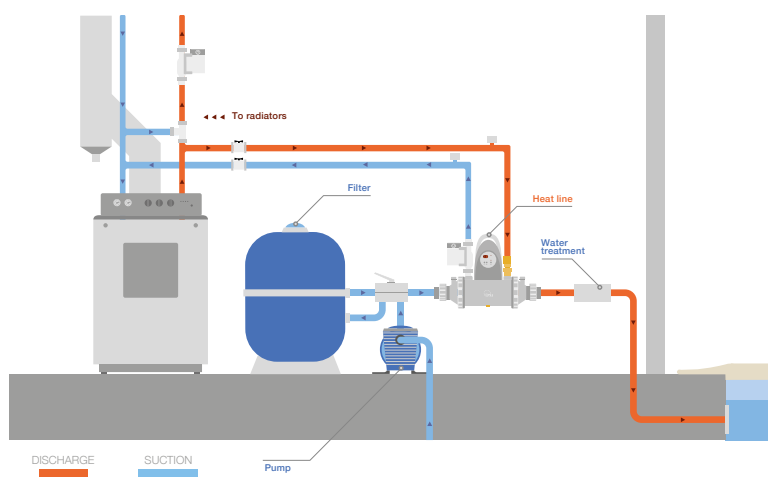 ◄ ◄ ◄ To radiators
Filter
Heat line
Water
treatment
DISCHARGE
SUCTION
Pump